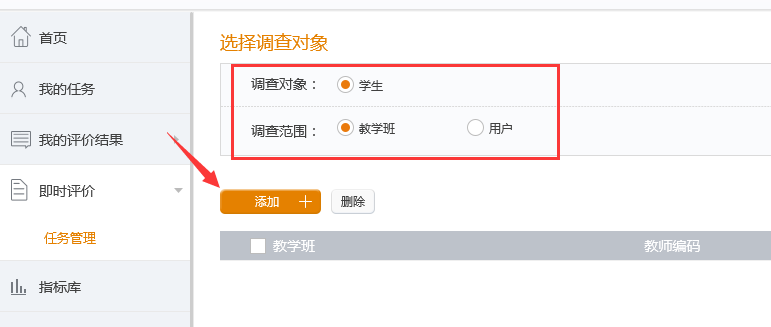 首页
我的任务
我的评价结果
即时评价
任务管理
指标库
选择调查对象
调查对象： 学生
调查范围： 教学班 用户
添加 删除
教学班 教师编码